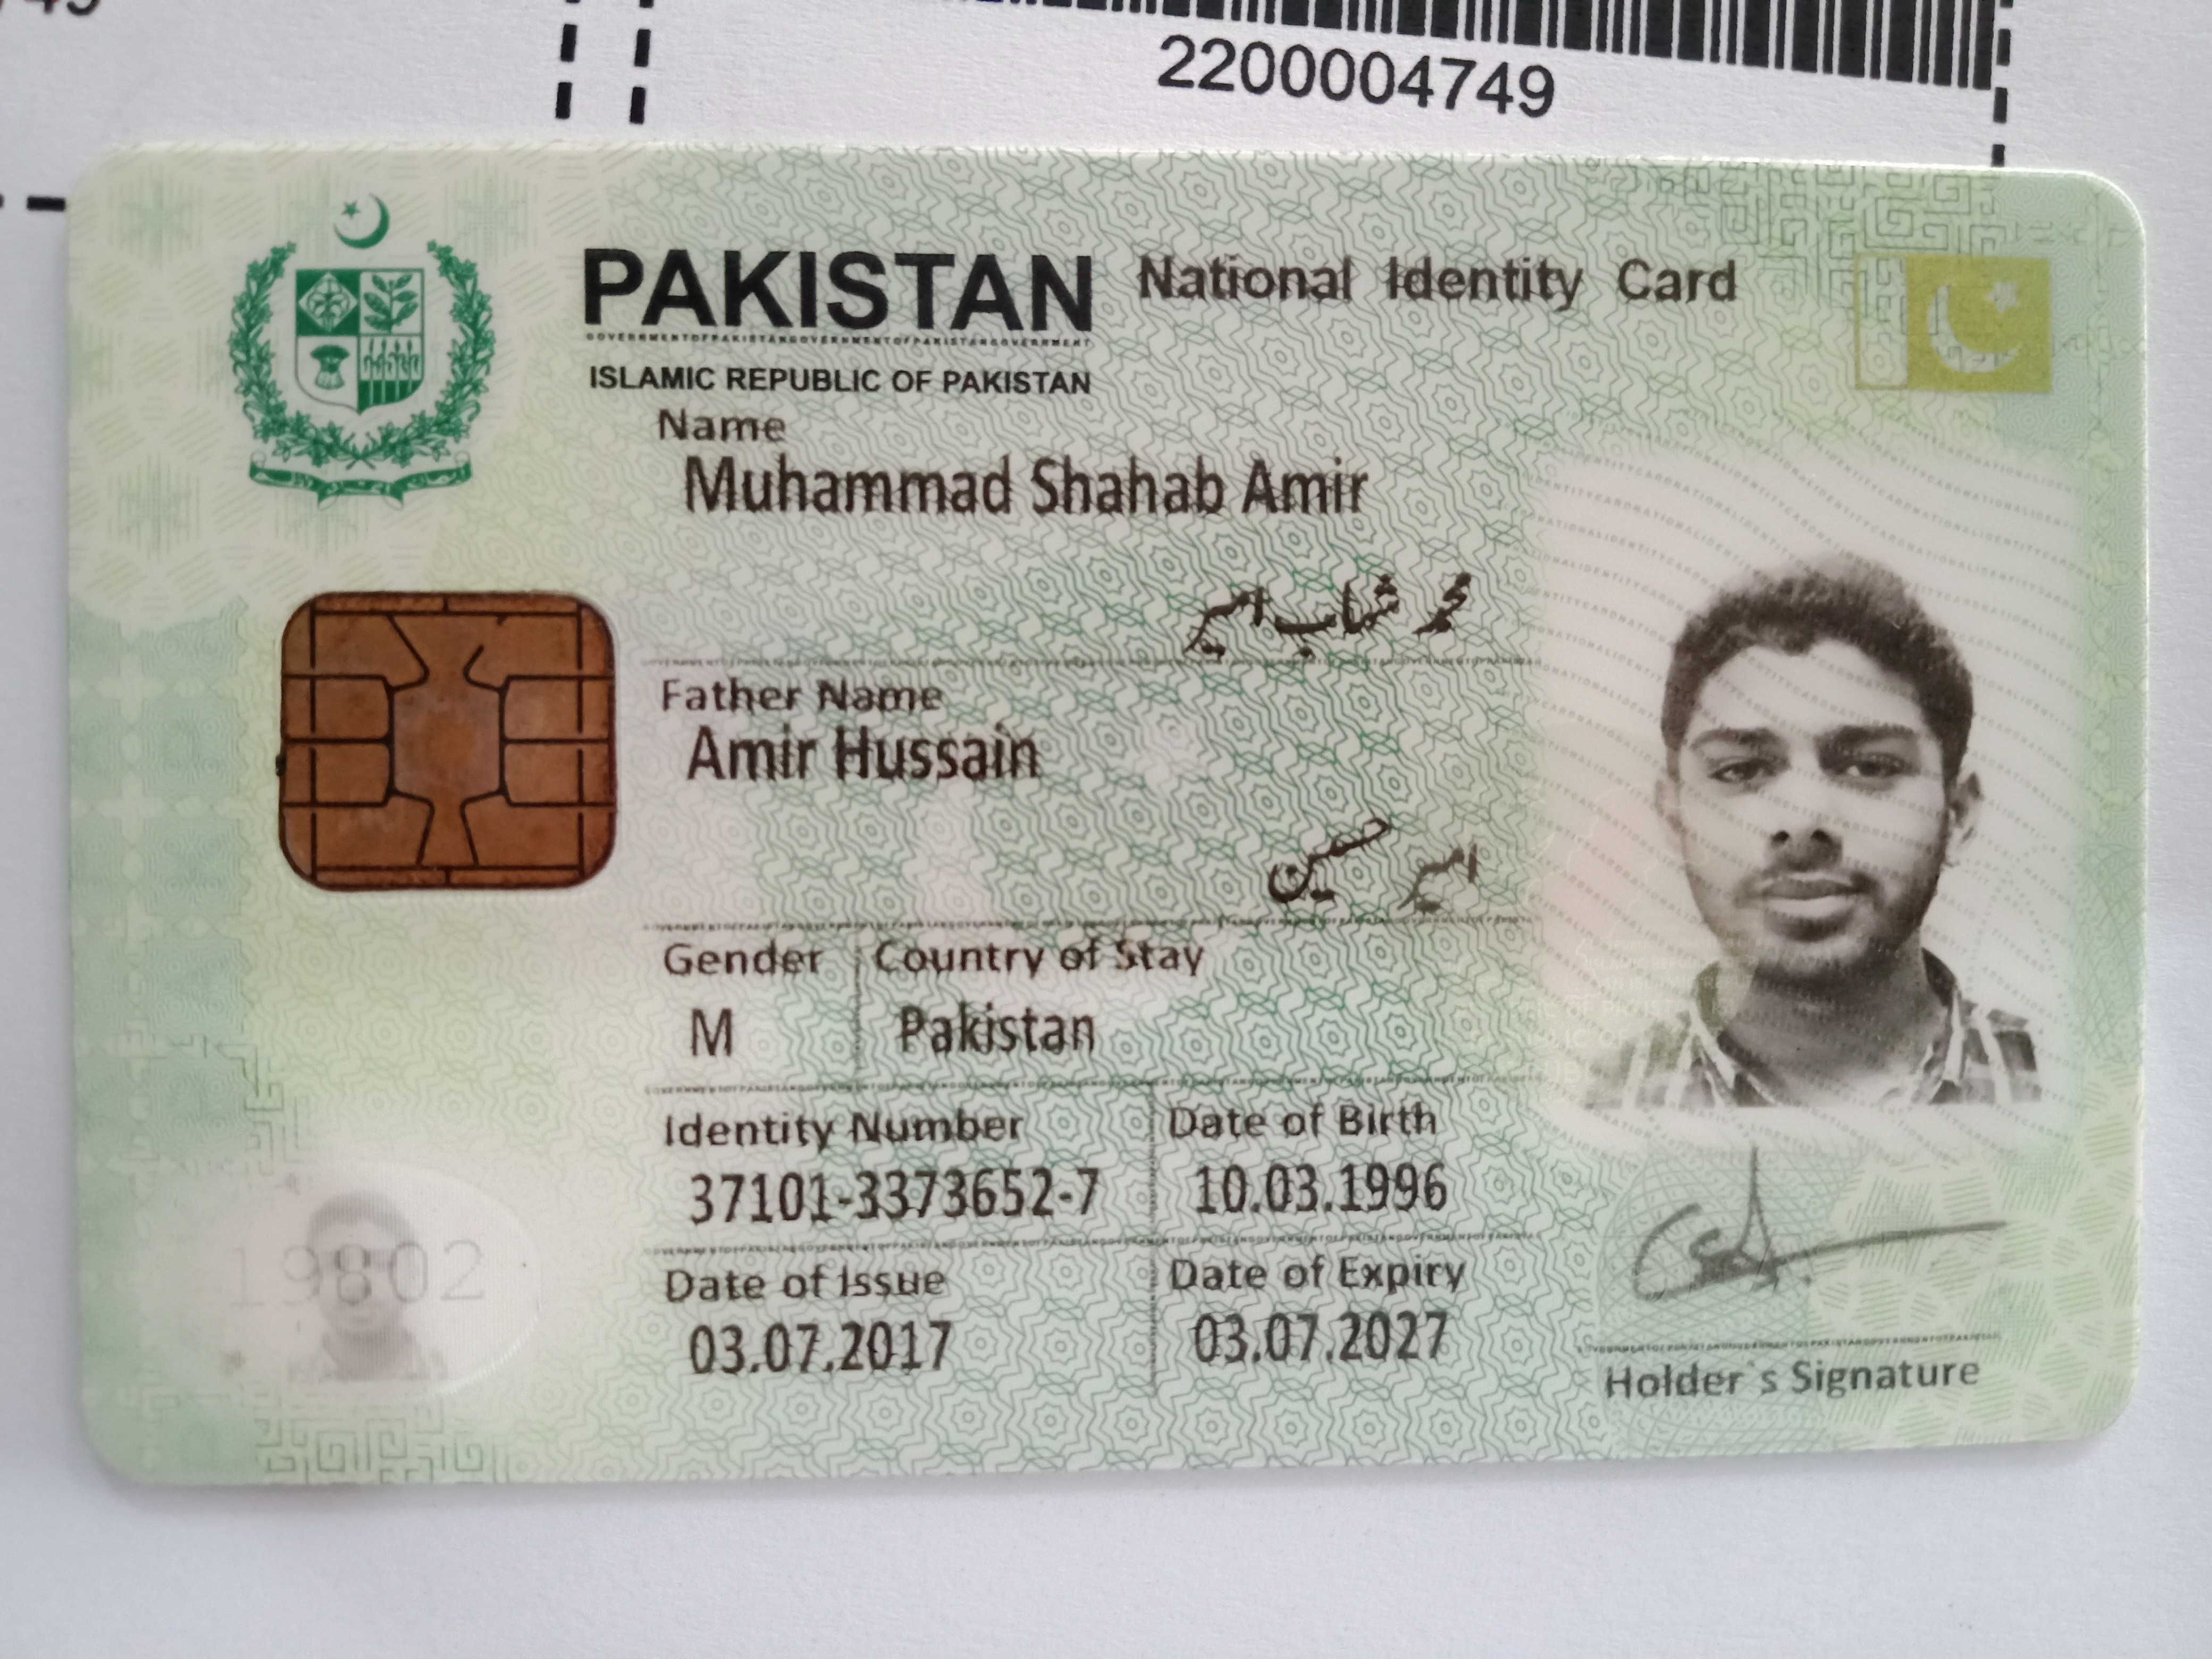 2200004749
PAKISTAN National Identity Card
ISLAMIC REPUBLIC OF PAKISTAN
Name
Muhammad Shahab Amir
محمد شہاب امیر
Father Name
Amir Hussain
امیر حسین
Gender Country of Stay
M Pakistan
Identity Number Date of Birth
37101-3373652-7 10.03.1996
Date of Issue Date of Expiry
03.07.2017 03.07.2027
19802
Holder`s Signature